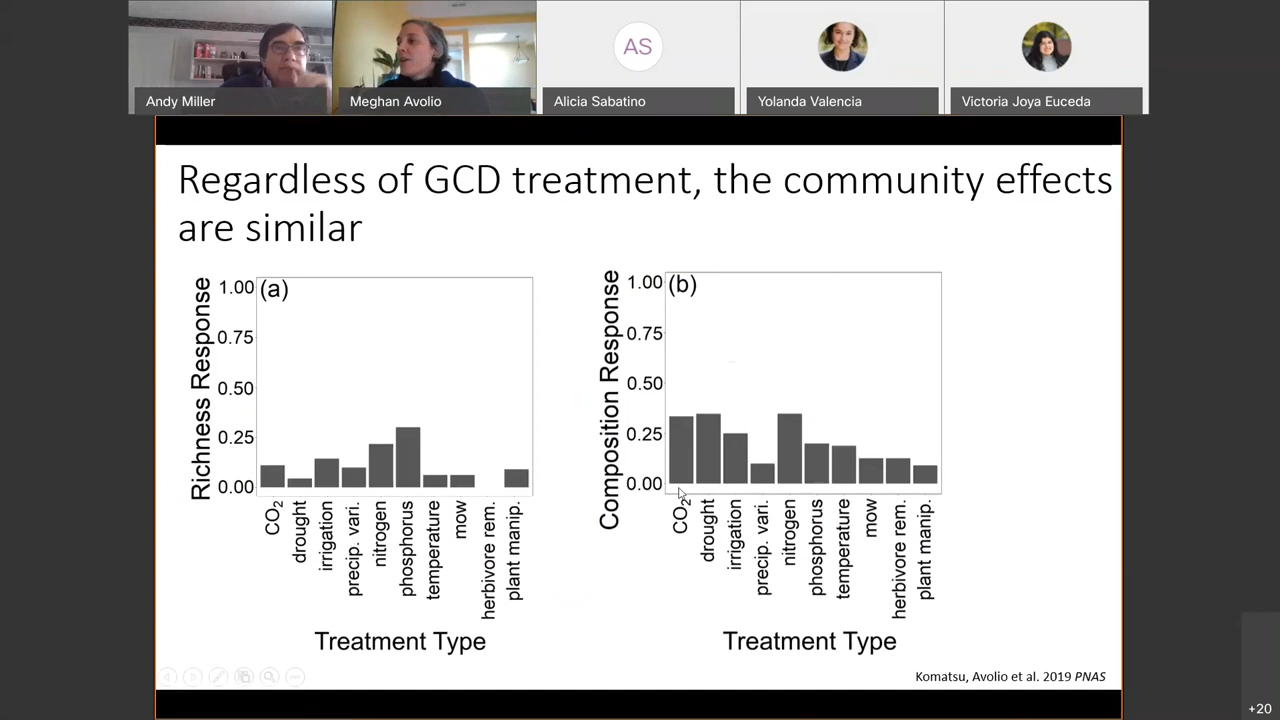 AS
Andy Miller
Meghan Avolio
Alicia Sabatino
Yolanda Valencia
Victoria Joya Euceda
Regardless of GCD treatment, the community effects
are similar
Richness Response
1.00
0.75
0.50
0.25
0.00
(a)
CO₂
drought
irrigation
precip. vari.
nitrogen
phosphorus
temperature
mow
herbivore rem.
plant manip.
Treatment Type
Composition Response
1.00
0.75
0.50
0.25
0.00
(b)
CO₂
drought
irrigation
precip. vari.
nitrogen
phosphorus
temperature
mow
herbivore rem.
plant manip.
Treatment Type
Komatsu, Avolio et al. 2019 PNAS
+20